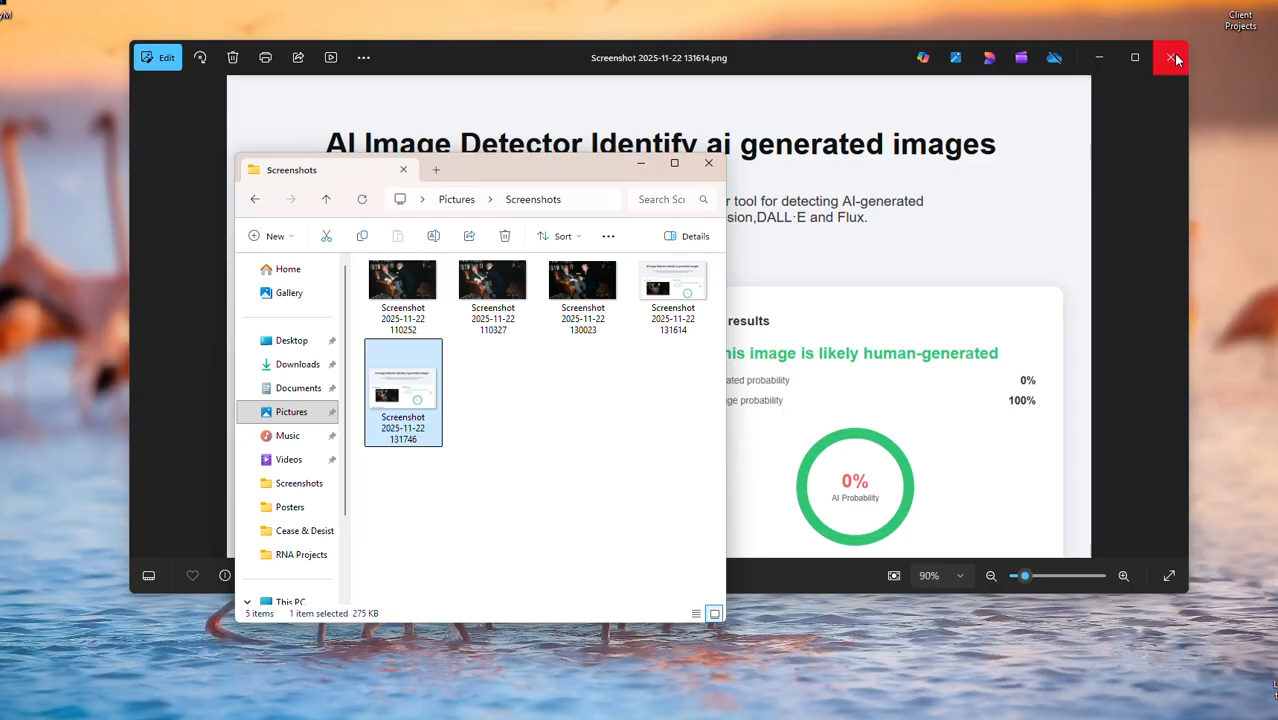 Client
Projects
Edit
Screenshot 2025-11-22 131614.png
AI Image Detector Identify ai generated images
tool for detecting AI-generated
sion,DALL·E and Flux.
Screenshots
Pictures
Screenshots
Search Scr
New
Sort
Details
Home
Gallery
Desktop
Downloads
Documents
Pictures
Music
Videos
Screenshots
Posters
Cease & Desist
RNA Projects
This PC
Screenshot
2025-11-22
110252
Screenshot
2025-11-22
110327
Screenshot
2025-11-22
130023
Screenshot
2025-11-22
131614
Screenshot
2025-11-22
131746
5 items
1 item selected 275 KB
results
his image is likely human-generated
ated probability
0%
ge probability
100%
0%
AI Probability
90%